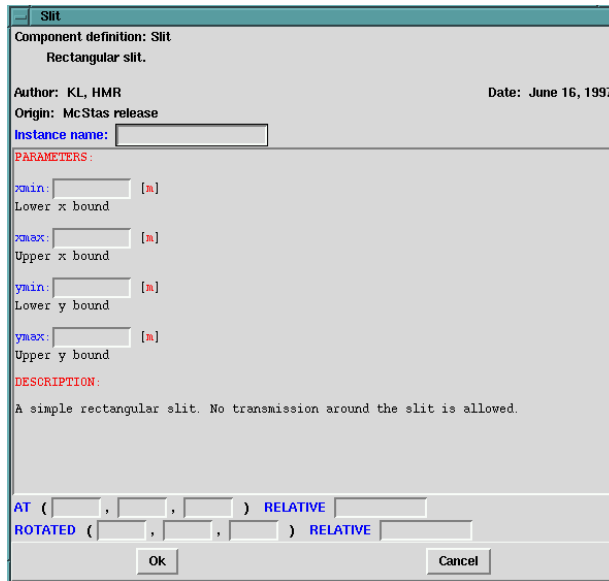 Slit
Component definition: Slit
Rectangular slit.
Author: KL, HMR Date: June 16, 1997
Origin: McStas release
Instance name:
PARAMETERS:
xmin: [m]
Lower x bound
xmax: [m]
Upper x bound
ymin: [m]
Lower y bound
ymax: [m]
Upper y bound
DESCRIPTION:
A simple rectangular slit. No transmission around the slit is allowed.
AT ( , , ) RELATIVE
ROTATED ( , , ) RELATIVE
Ok Cancel